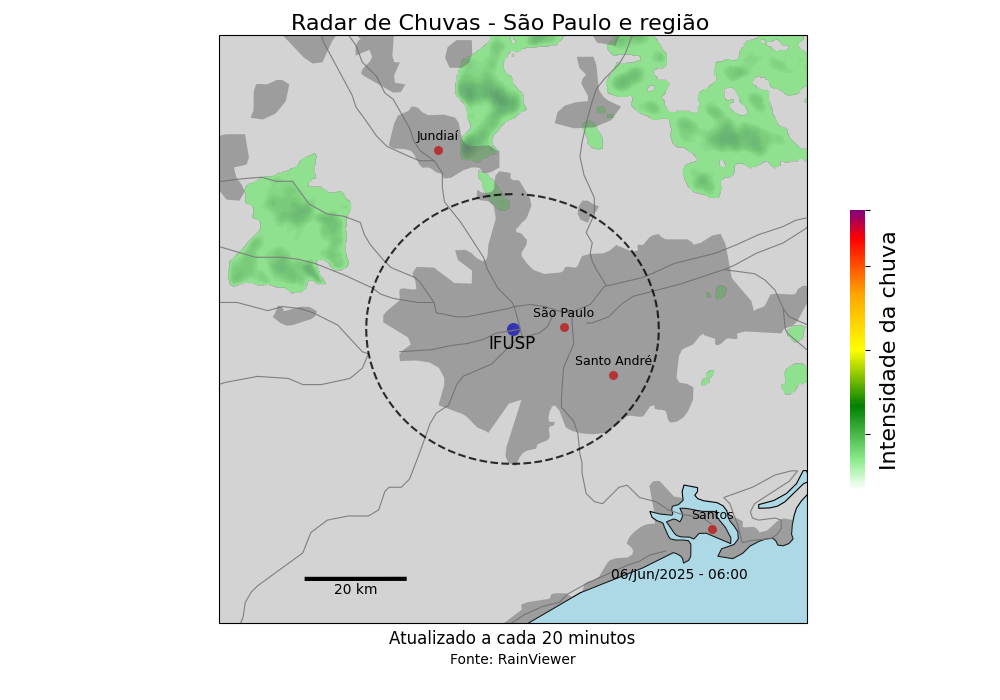 Radar de Chuvas - São Paulo e região
Jundiaí
São Paulo
IFUSP
Santo André
Santos
06/Jun/2025 - 06:00
20 km
Intensidade da chuva
Atualizado a cada 20 minutos
Fonte: RainViewer